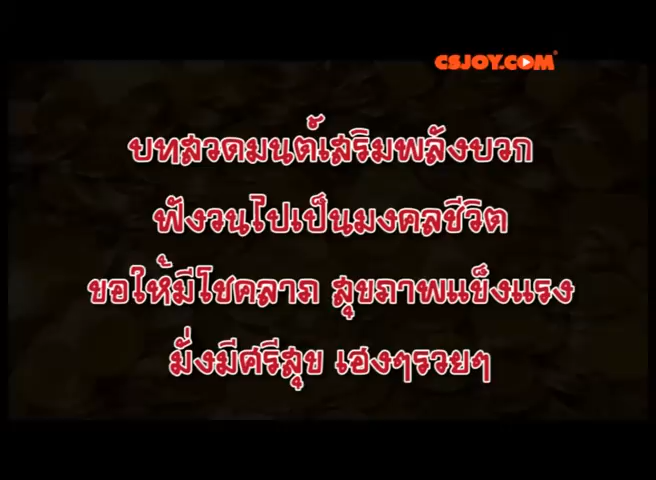 CSJOY.COM
บทสวดมนต์เสริมพลังบวก
ฟังวนไปเป็นมงคลชีวิต
ขอให้มีโชคลาภ สุขภาพแข็งแรง
มั่งมีศรีสุข เฮงๆรวยๆ